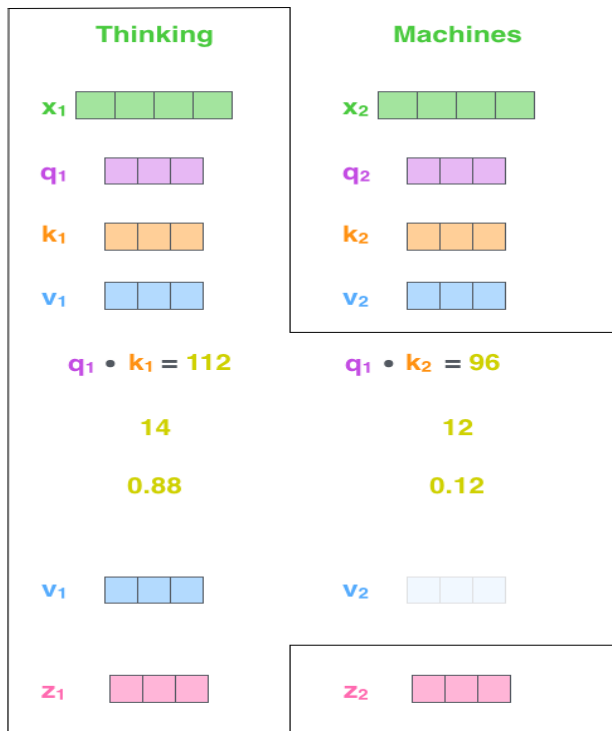 Thinking Machines
x₁ x₂
q₁ q₂
k₁ k₂
v₁ v₂
q₁ • k₁ = 112 q₁ • k₂ = 96
14 12
0.88 0.12
v₁ v₂
z₁ z₂